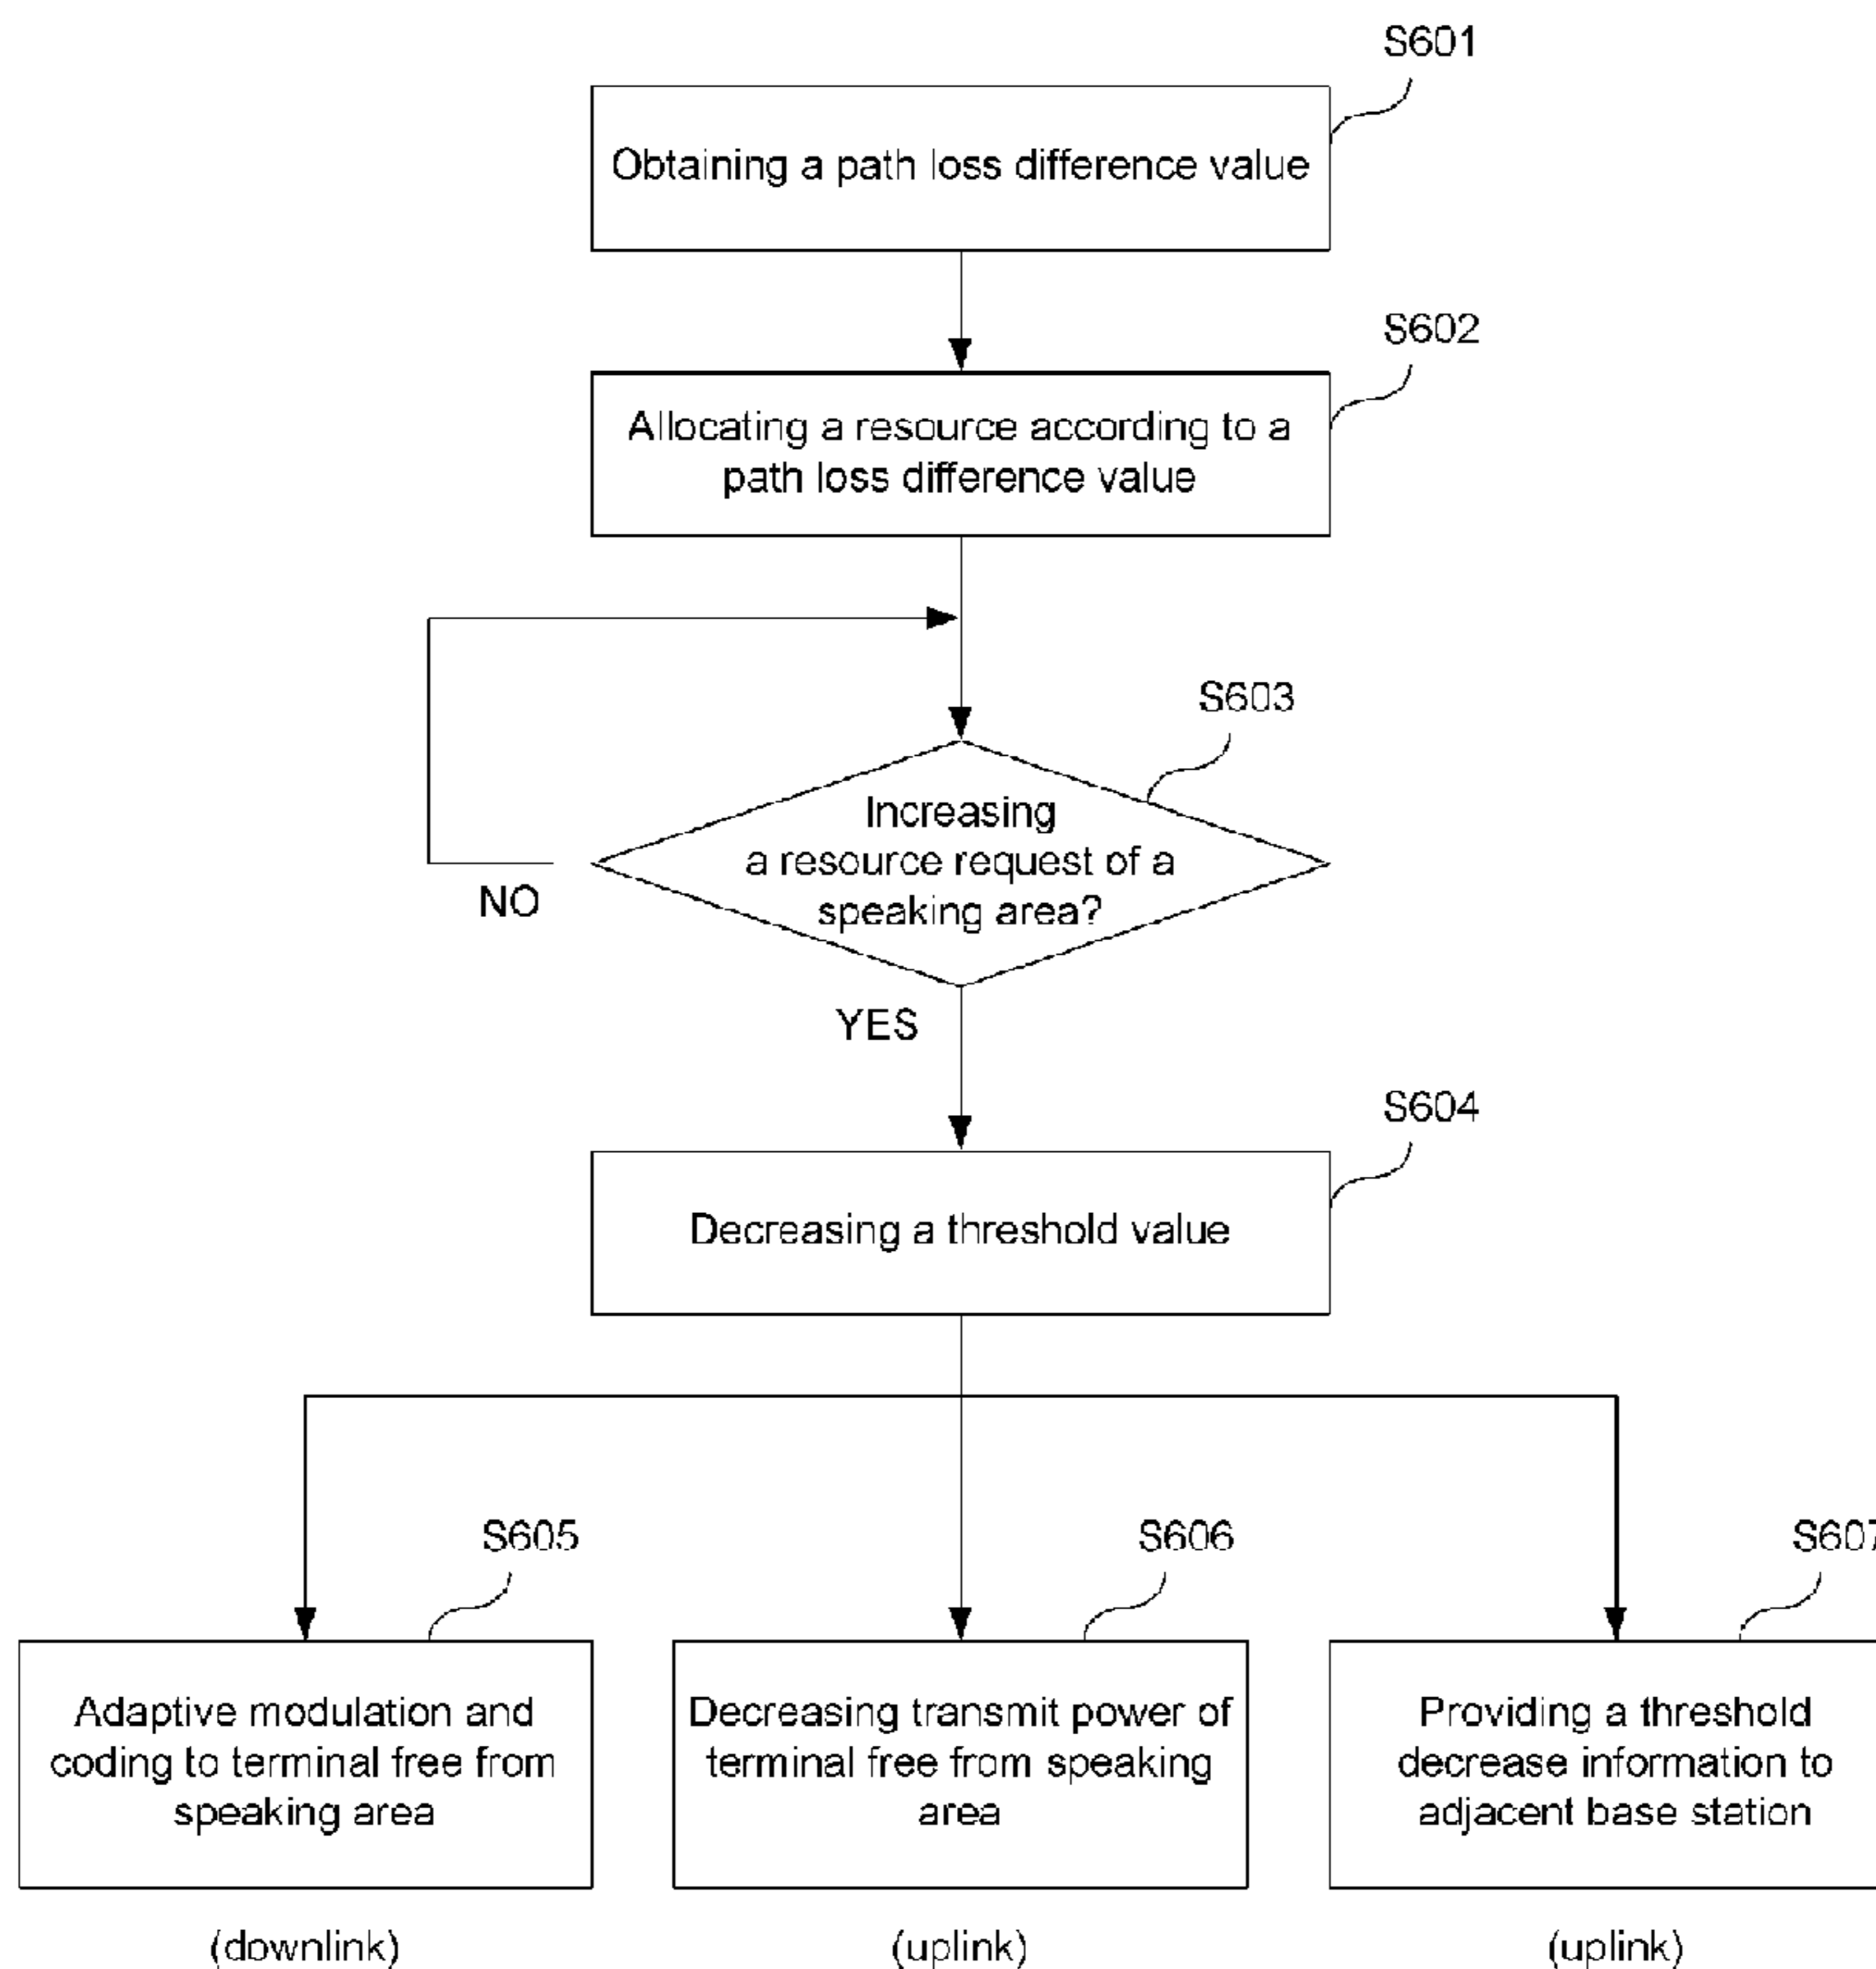 S601
Obtaining a path loss difference value
S602
Allocating a resource according to a
path loss difference value
S603
Increasing
a resource request of a
speaking area?
NO
YES
S604
Decreasing a threshold value
S605
S606
S607
Adaptive modulation and
coding to terminal free from
speaking area
Decreasing transmit power of
terminal free from speaking
area
Providing a threshold
decrease information to
adjacent base station
(downlink)
(uplink)
(uplink)